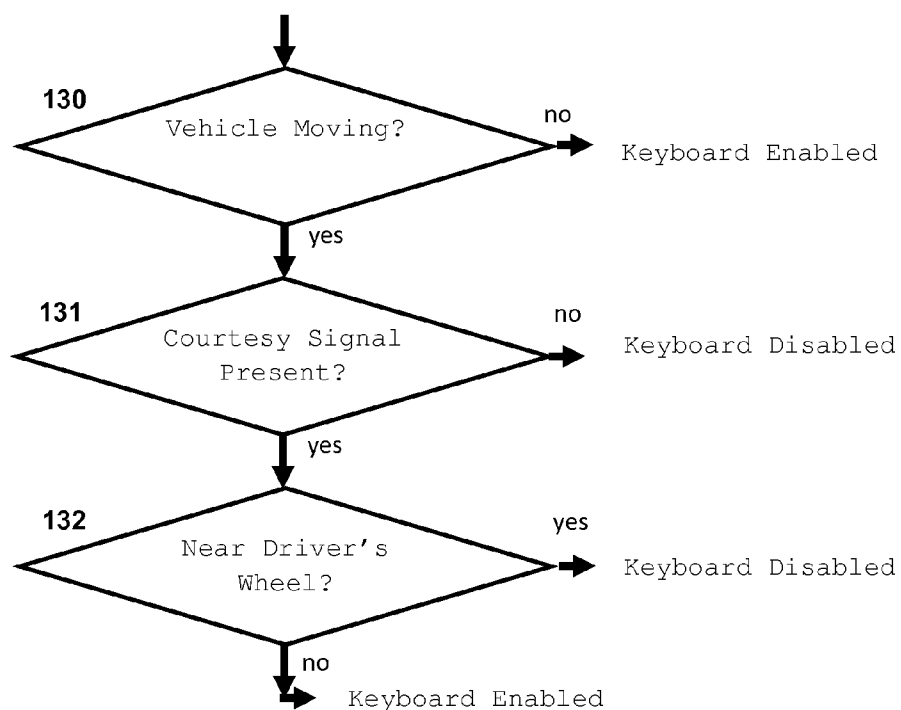 130
Vehicle Moving?
no
Keyboard Enabled
yes
131
Courtesy Signal
Present?
no
Keyboard Disabled
yes
132
Near Driver's
Wheel?
yes
Keyboard Disabled
no
Keyboard Enabled